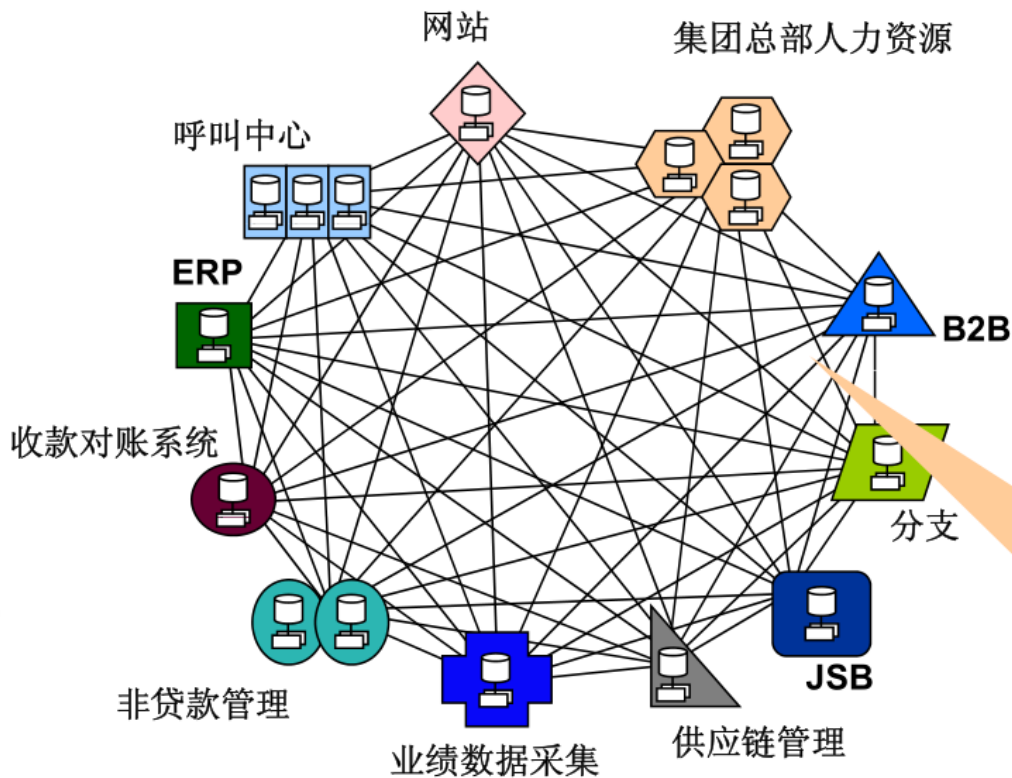 网站
集团总部人力资源
呼叫中心
ERP
B2B
收款对账系统
分支
非贷款管理
JSB
业绩数据采集
供应链管理